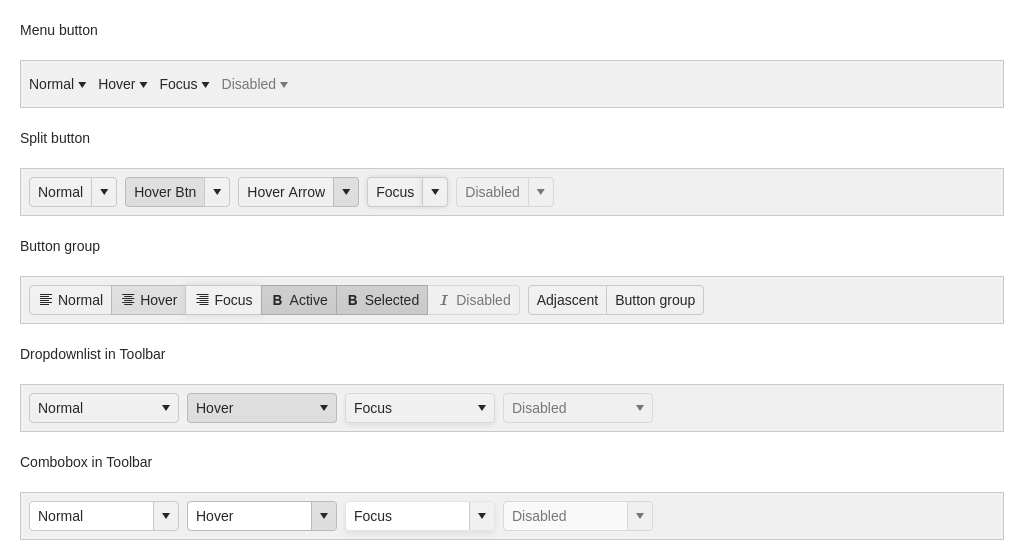 Menu button
Normal Hover Focus Disabled
Split button
Normal Hover Btn Hover Arrow Focus Disabled
Button group
Normal Hover Focus B Active B Selected I Disabled Adjascent Button group
Dropdownlist in Toolbar
Normal Hover Focus Disabled
Combobox in Toolbar
Normal Hover Focus Disabled